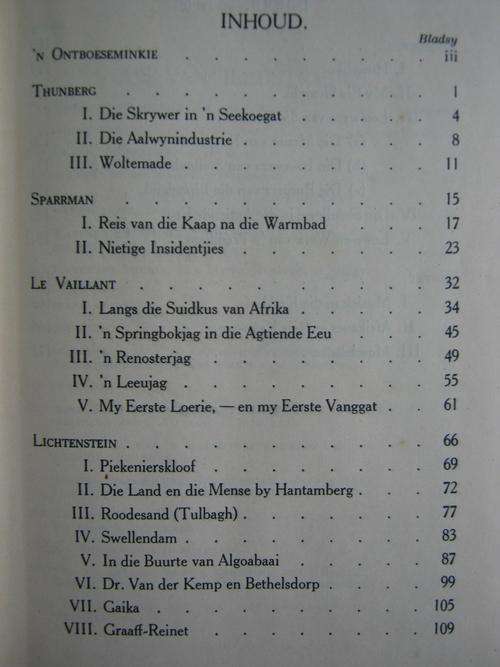 INHOUD.
Bladsy
'n Ontboeseminkie . . . . . . . . iii
Thunberg . . . . . . . . . . 1
I. Die Skrywer in 'n Seekoegat . . . . . 4
II. Die Aalwynindustrie . . . . . . . 8
III. Woltemade . . . . . . . . . 11
Sparrman . . . . . . . . . . 15
I. Reis van die Kaap na die Warmbad . . . 17
II. Nietige Insidentjies . . . . . . . 23
Le Vaillant . . . . . . . . . . 32
I. Langs die Suidkus van Afrika . . . . . 34
II. 'n Springbokjag in die Agtiende Eeu . . . 45
III. 'n Renosterjag . . . . . . . . 49
IV. 'n Leeujag . . . . . . . . . 55
V. My Eerste Loerie, — en my Eerste Vanggat . . 61
Lichtenstein . . . . . . . . . . 66
I. Piekenierskloof . . . . . . . . 69
II. Die Land en die Mense by Hantamberg . . . 72
III. Roodesand (Tulbagh) . . . . . . . 77
IV. Swellendam . . . . . . . . . 83
V. In die Buurte van Algoabaai . . . . . 87
VI. Dr. Van der Kemp en Bethelsdorp . . . . 99
VII. Gaika . . . . . . . . . 105
VIII. Graaff-Reinet . . . . . . . 109